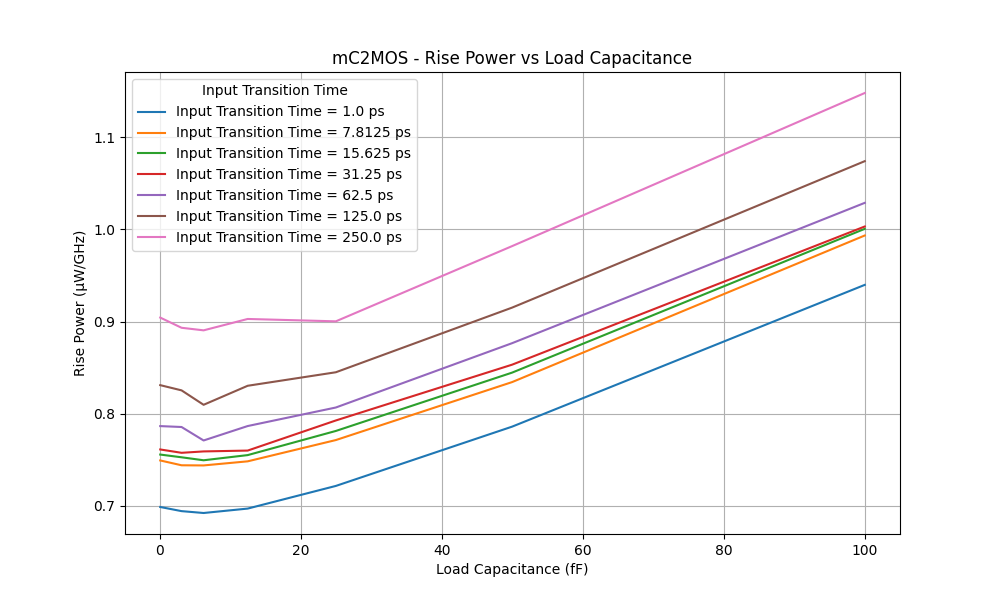 mC2MOS - Rise Power vs Load Capacitance
Input Transition Time
Input Transition Time = 1.0 ps
Input Transition Time = 7.8125 ps
Input Transition Time = 15.625 ps
Input Transition Time = 31.25 ps
Input Transition Time = 62.5 ps
Input Transition Time = 125.0 ps
Input Transition Time = 250.0 ps
Rise Power (μW/GHz)
1.1
1.0
0.9
0.8
0.7
0 20 40 60 80 100
Load Capacitance (fF)